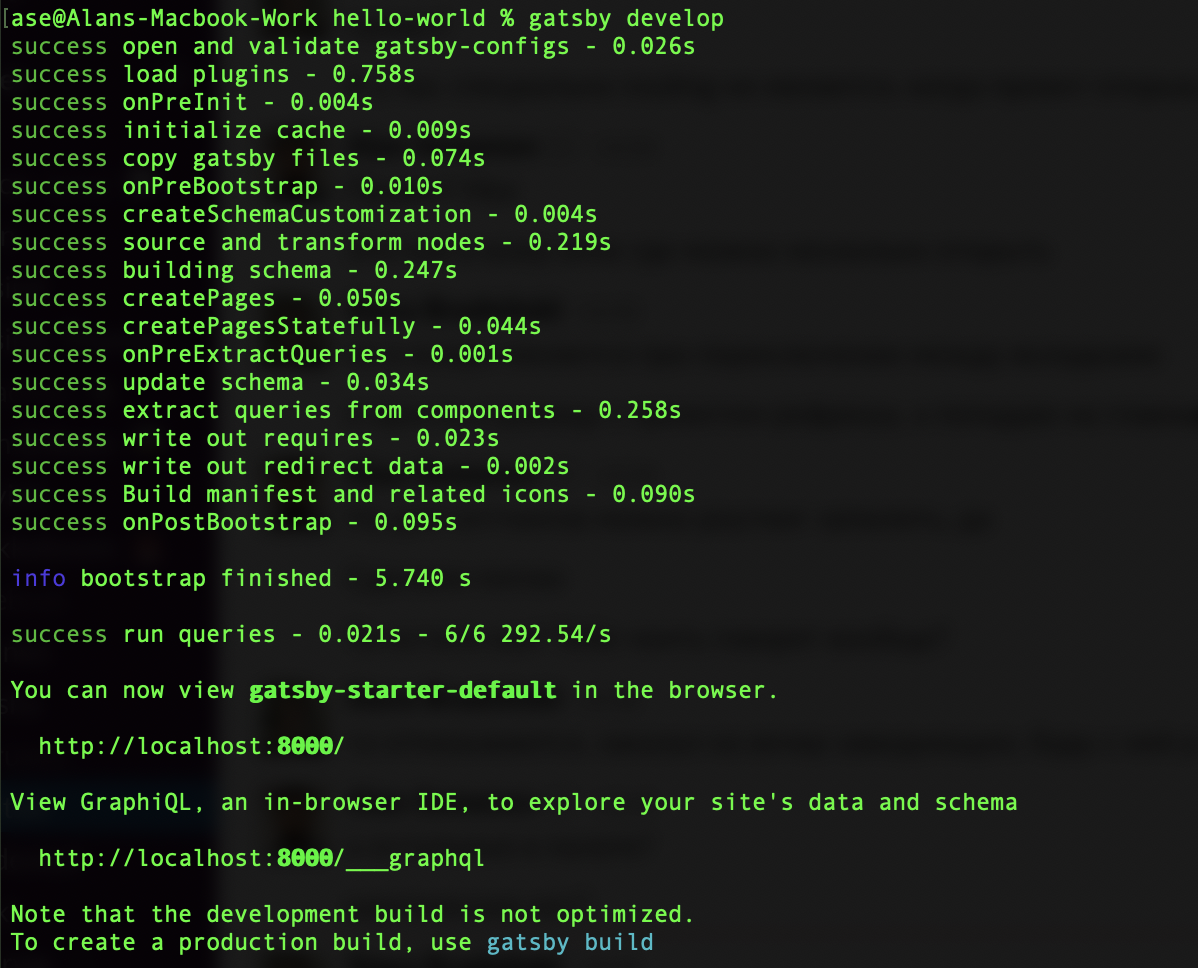 [ase@Alans-Macbook-Work hello-world % gatsby develop
success open and validate gatsby-configs - 0.026s
success load plugins - 0.758s
success onPreInit - 0.004s
success initialize cache - 0.009s
success copy gatsby files - 0.074s
success onPreBootstrap - 0.010s
success createSchemaCustomization - 0.004s
success source and transform nodes - 0.219s
success building schema - 0.247s
success createPages - 0.050s
success createPagesStatefully - 0.044s
success onPreExtractQueries - 0.001s
success update schema - 0.034s
success extract queries from components - 0.258s
success write out requires - 0.023s
success write out redirect data - 0.002s
success Build manifest and related icons - 0.090s
success onPostBootstrap - 0.095s
info bootstrap finished - 5.740 s
success run queries - 0.021s - 6/6 292.54/s
You can now view gatsby-starter-default in the browser.
http://localhost:8000/
View GraphiQL, an in-browser IDE, to explore your site's data and schema
http://localhost:8000/___graphql
Note that the development build is not optimized.
To create a production build, use gatsby build